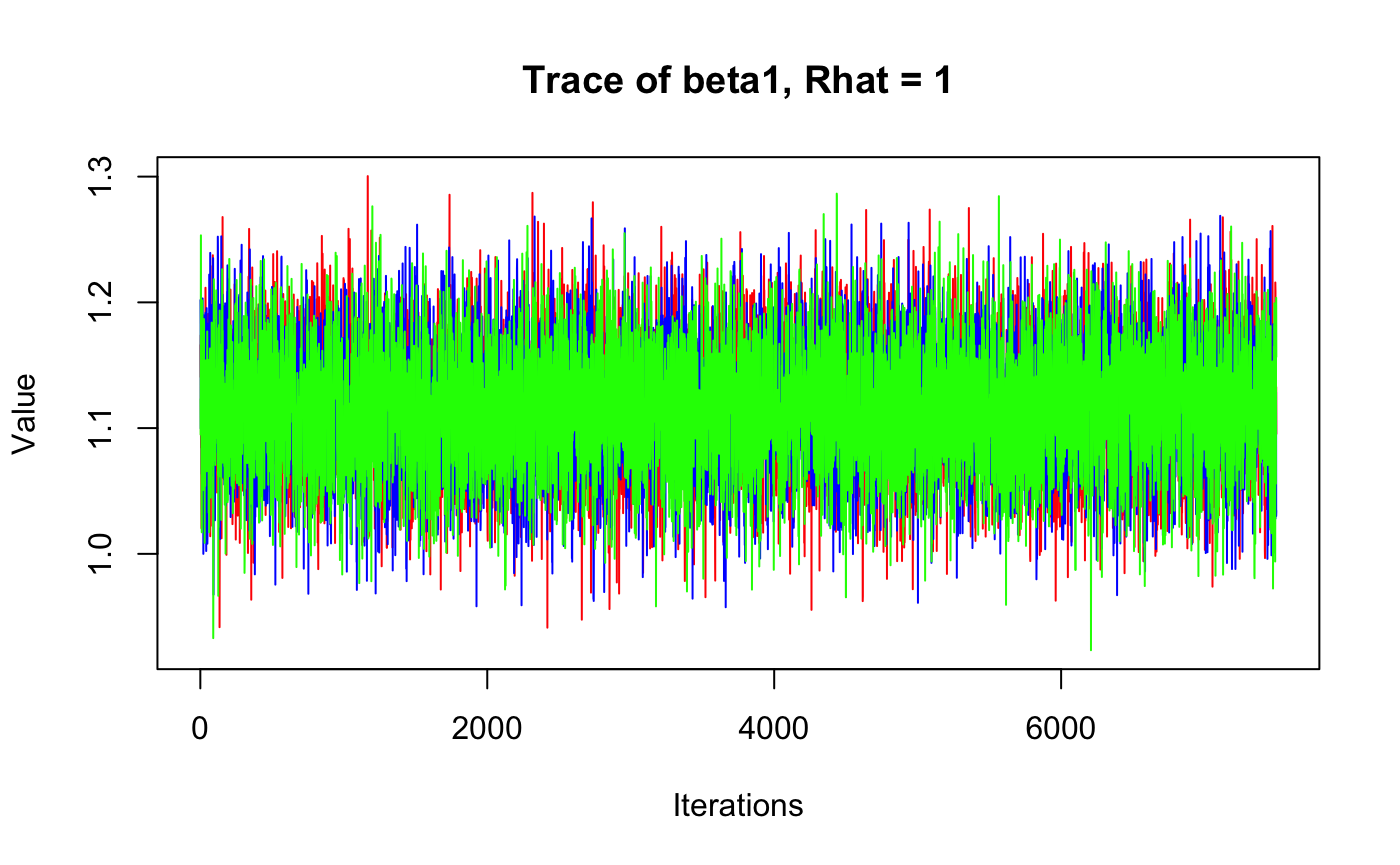 Trace of beta1, Rhat = 1
1.3
1.2
1.1
1.0
Value
0 2000 4000 6000
Iterations